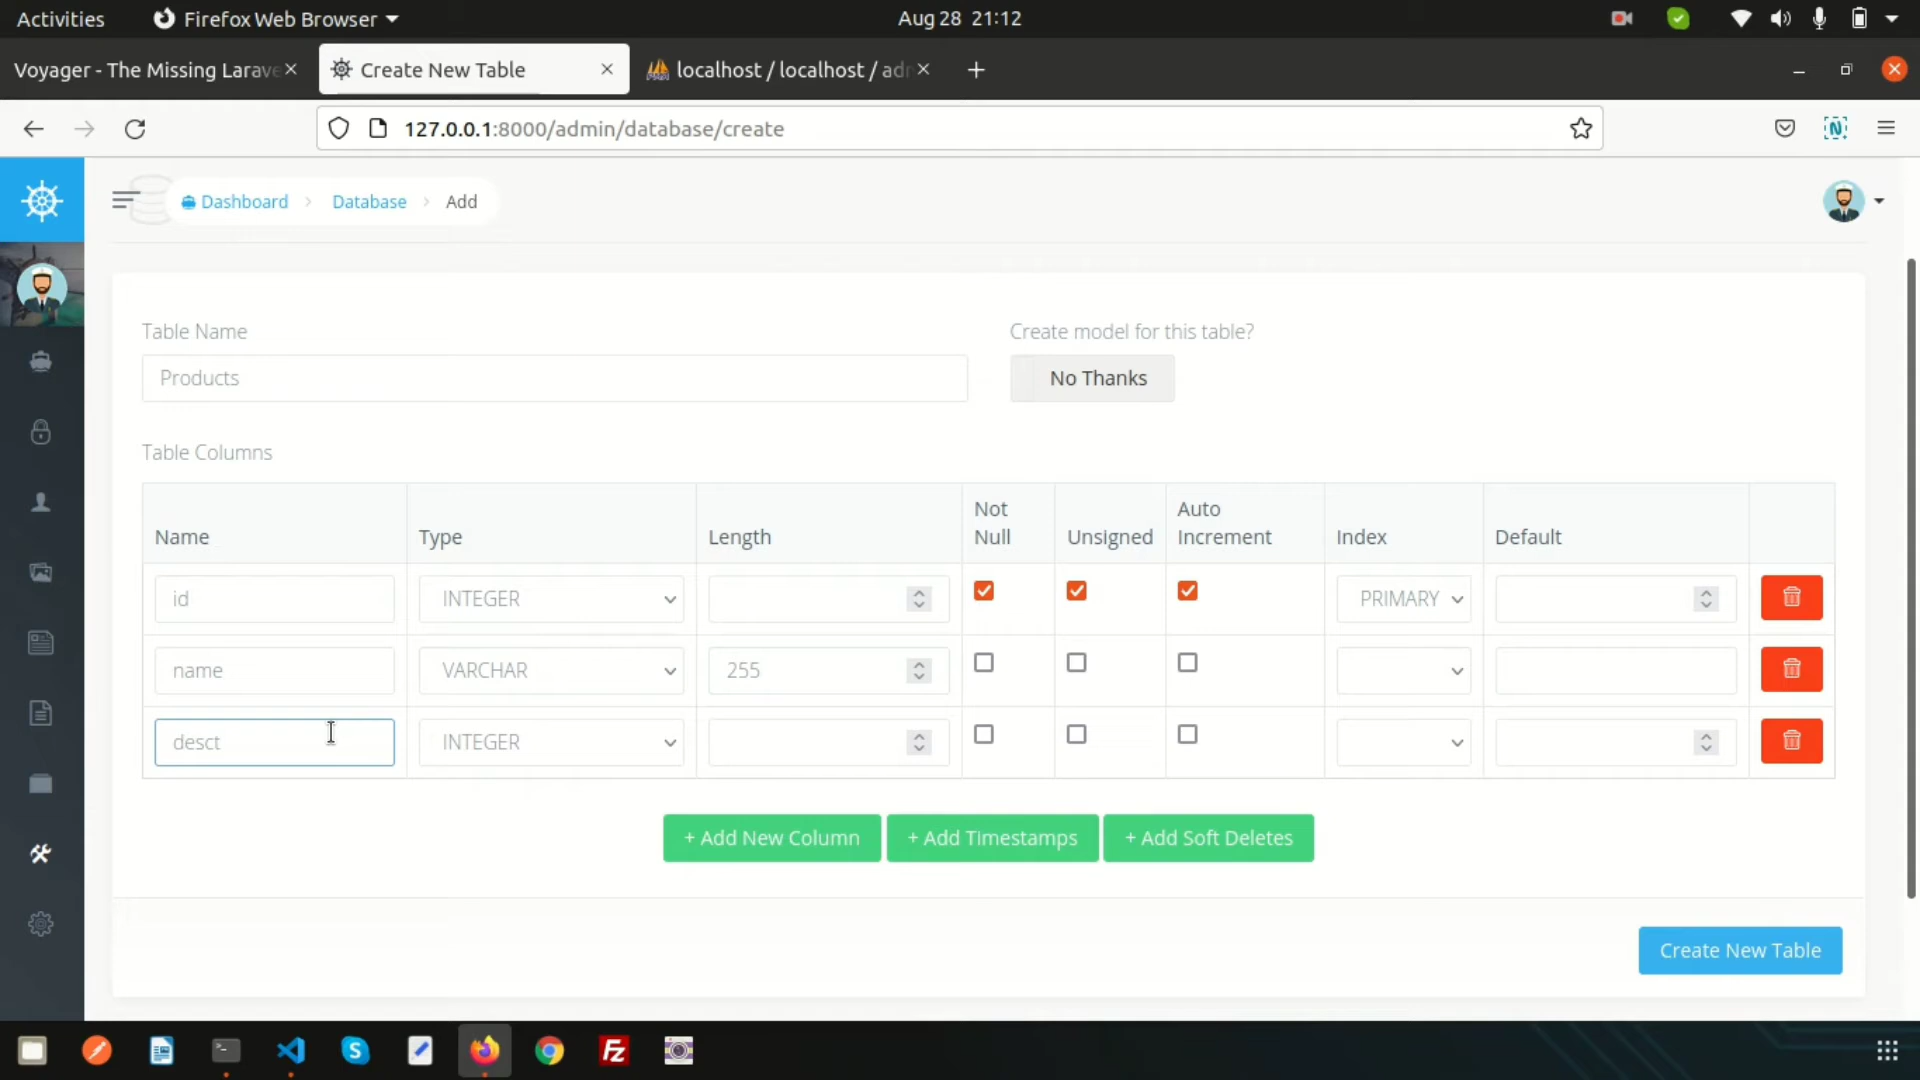 Activities
Firefox Web Browser
Aug 28 21:12
Voyager - The Missing Larave
Create New Table
localhost / localhost / adn
127.0.0.1:8000/admin/database/create
Dashboard
Database
Add
Table Name
Create model for this table?
Products
No Thanks
Table Columns
Name
Type
Length
Not Null
Unsigned
Auto Increment
Index
Default
id
INTEGER
PRIMARY
name
VARCHAR
255
desct
INTEGER
+ Add New Column
+ Add Timestamps
+ Add Soft Deletes
Create New Table